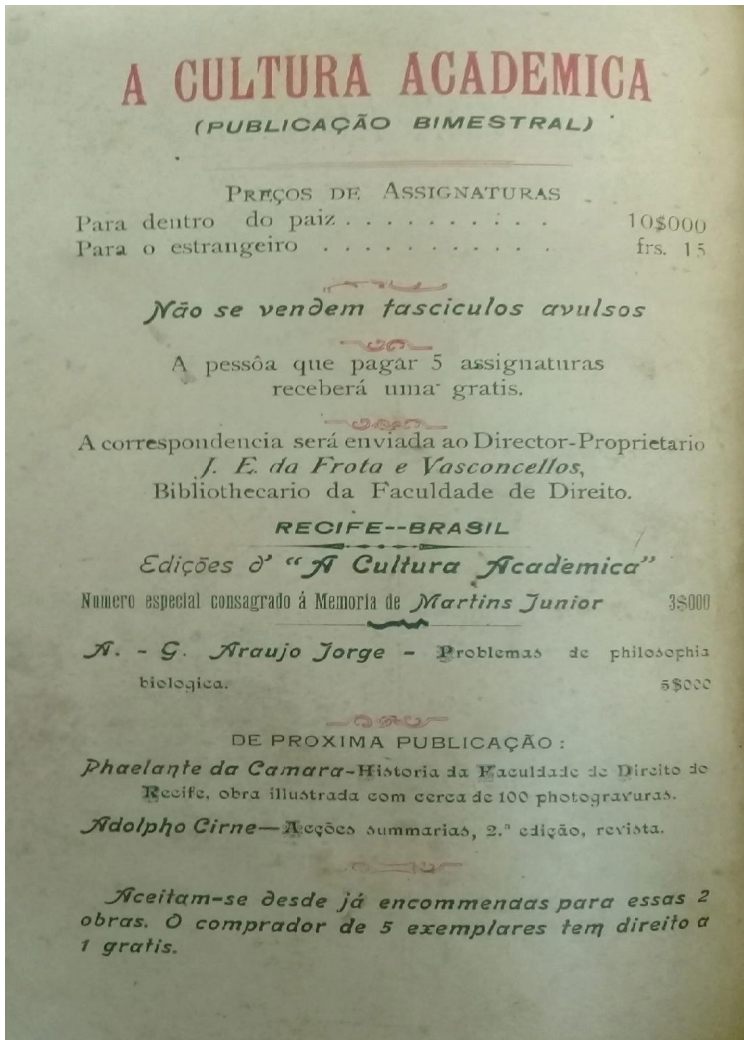 A CULTURA ACADEMICA
(PUBLICAÇÃO BIMESTRAL)
PREÇOS DE ASSIGNATURAS
Para dentro do paiz . . . . . . . . . . 10$000
Para o estrangeiro . . . . . . . . . . . frs. 15
Não se vendem fasciculos avulsos
A pessôa que pagar 5 assignaturas
receberá uma gratis.
A correspondencia será enviada ao Director-Proprietario
J. E. da Frota e Vasconcellos,
Bibliothecario da Faculdade de Direito.
RECIFE--BRASIL
Edições d' "A Cultura Academica"
Numero especial consagrado á Memoria de Martins Junior 3$000
A. - G. Araujo Jorge - Problemas de philosophia
biologica. 5$000
DE PROXIMA PUBLICAÇÃO:
Phaelante da Camara-Historia da Faculdade de Direito do
Recife, obra illustrada com cerca de 100 photogravuras.
Adolpho Cirne—Acções summarias, 2.ª edição, revista.
Aceitam-se desde já encommendas para essas 2
obras. O comprador de 5 exemplares tem direito a
1 gratis.